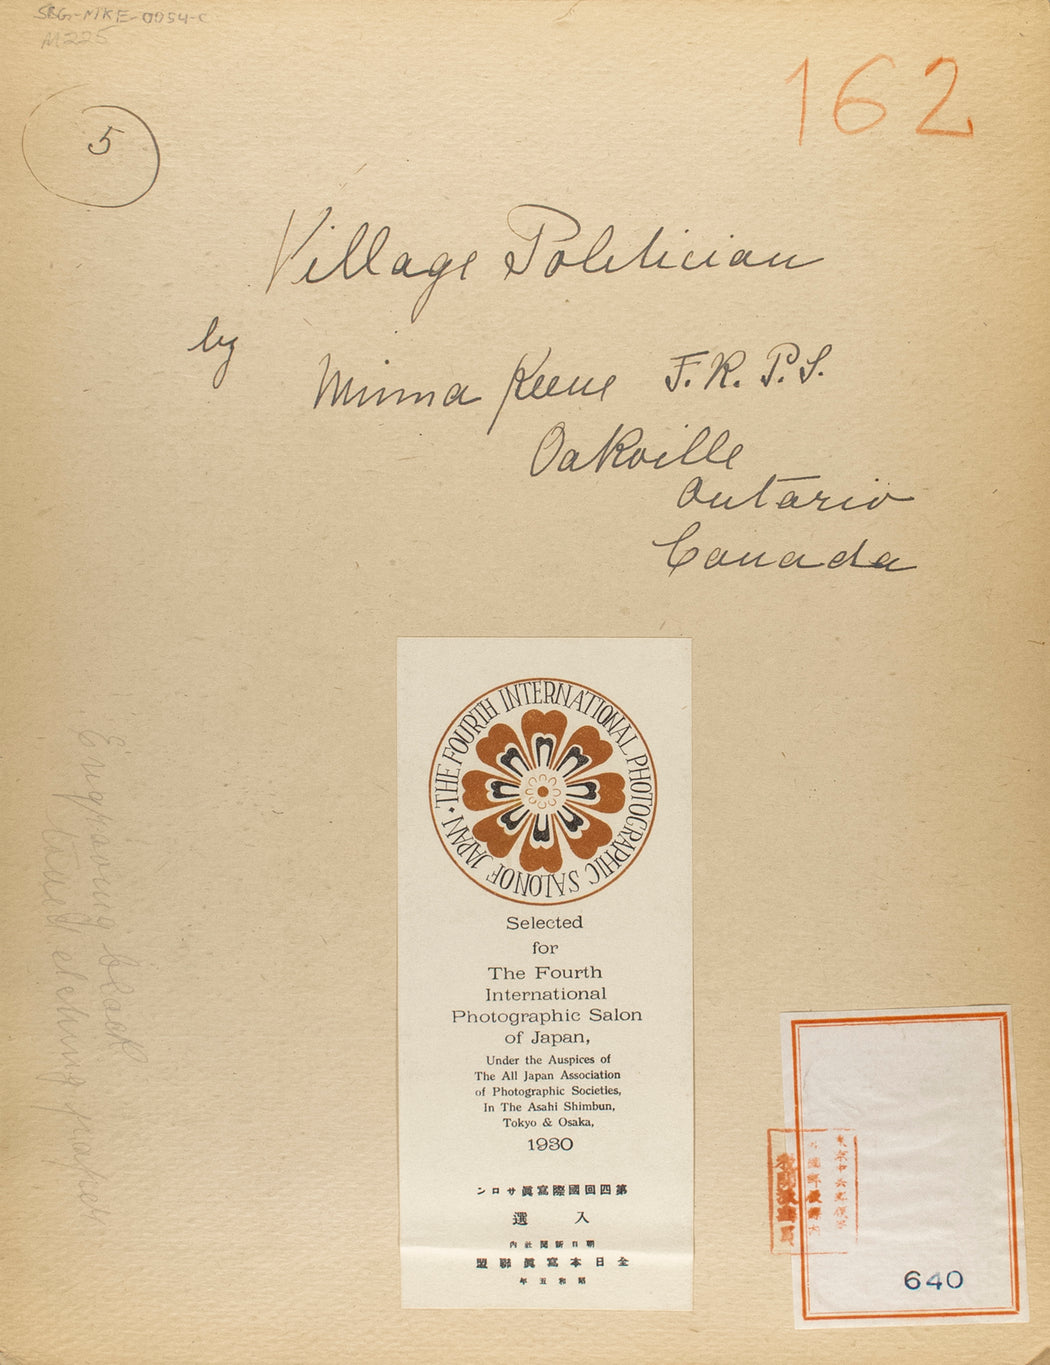 SBG-MKE-0054-C
M225
162
5
Village Politician
by
Minna Keene F.R.P.S.
Oakville
Ontario
Canada
THE FOURTH INTERNATIONAL PHOTOGRAPHIC SALON OF JAPAN
Selected
for
The Fourth
International
Photographic Salon
of Japan,
Under the Auspices of
The All Japan Association
of Photographic Societies,
In The Asahi Shimbun,
Tokyo & Osaka,
1930
ンロサ眞寫際國回四第
選入
内社聞新日朝
盟聯眞寫本日全
年五和昭
640
Engraving black
etching